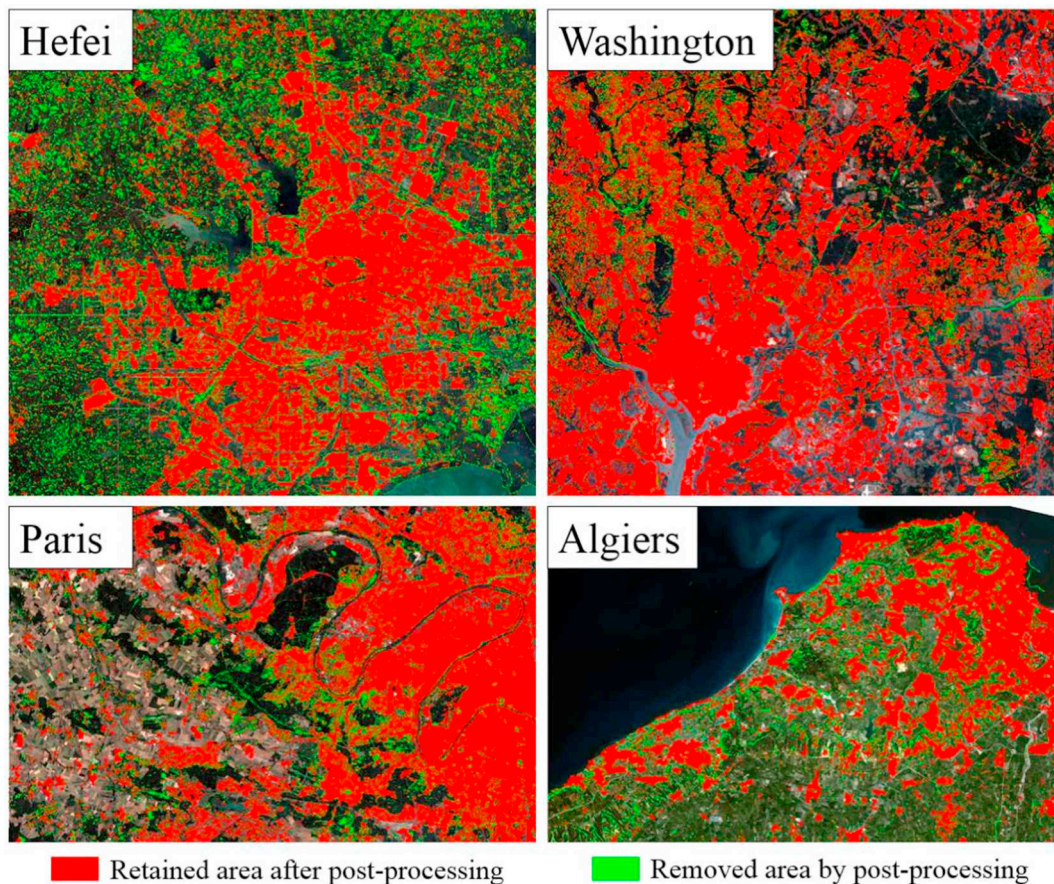 Hefei
Washington
Paris
Algiers
Retained area after post-processing
Removed area by post-processing